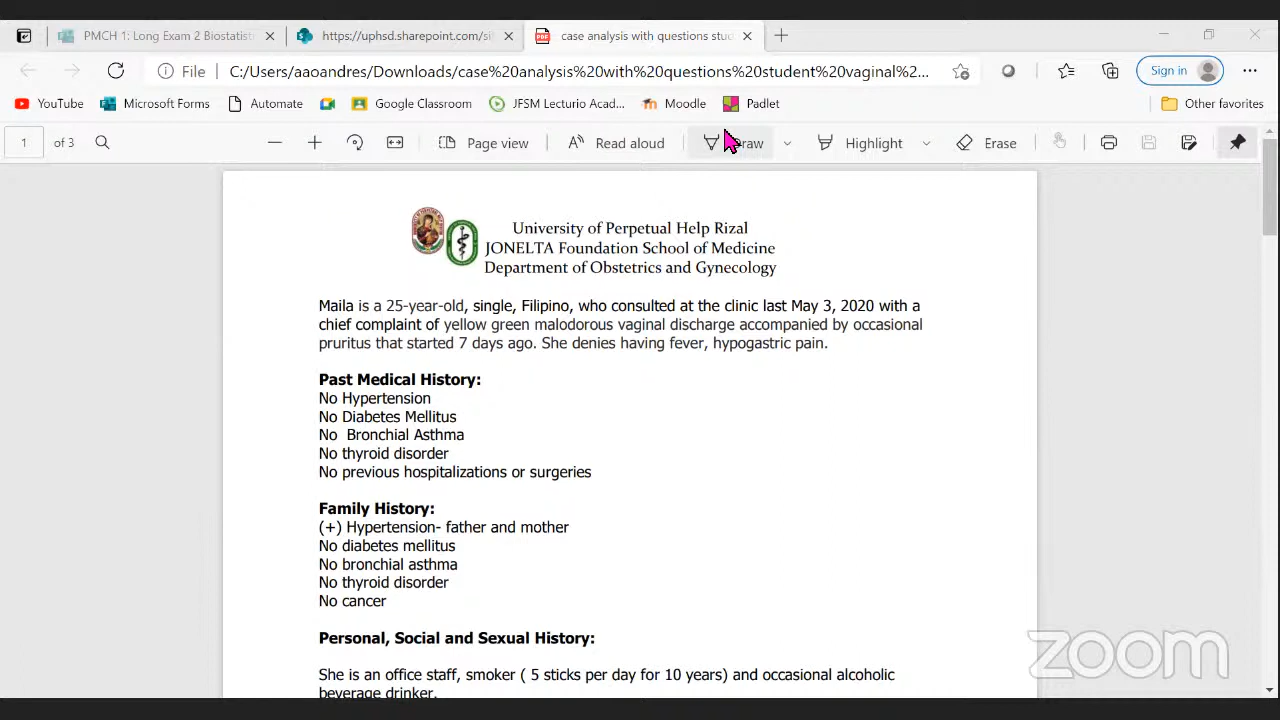 PMCH 1: Long Exam 2 Biostatist
https://uphsd.sharepoint.com/si
case analysis with questions stud
File
C:/Users/aaoandres/Downloads/case%20analysis%20with%20questions%20student%20vaginal%2...
Sign in
YouTube
Microsoft Forms
Automate
Google Classroom
JFSM Lecturio Acad...
Moodle
Padlet
Other favorites
1 of 3
Page view
Read aloud
Draw
Highlight
Erase
University of Perpetual Help Rizal
JONELTA Foundation School of Medicine
Department of Obstetrics and Gynecology
Maila is a 25-year-old, single, Filipino, who consulted at the clinic last May 3, 2020 with a
chief complaint of yellow green malodorous vaginal discharge accompanied by occasional
pruritus that started 7 days ago. She denies having fever, hypogastric pain.
Past Medical History:
No Hypertension
No Diabetes Mellitus
No Bronchial Asthma
No thyroid disorder
No previous hospitalizations or surgeries
Family History:
(+) Hypertension- father and mother
No diabetes mellitus
No bronchial asthma
No thyroid disorder
No cancer
Personal, Social and Sexual History:
She is an office staff, smoker ( 5 sticks per day for 10 years) and occasional alcoholic
beverage drinker.
zoom